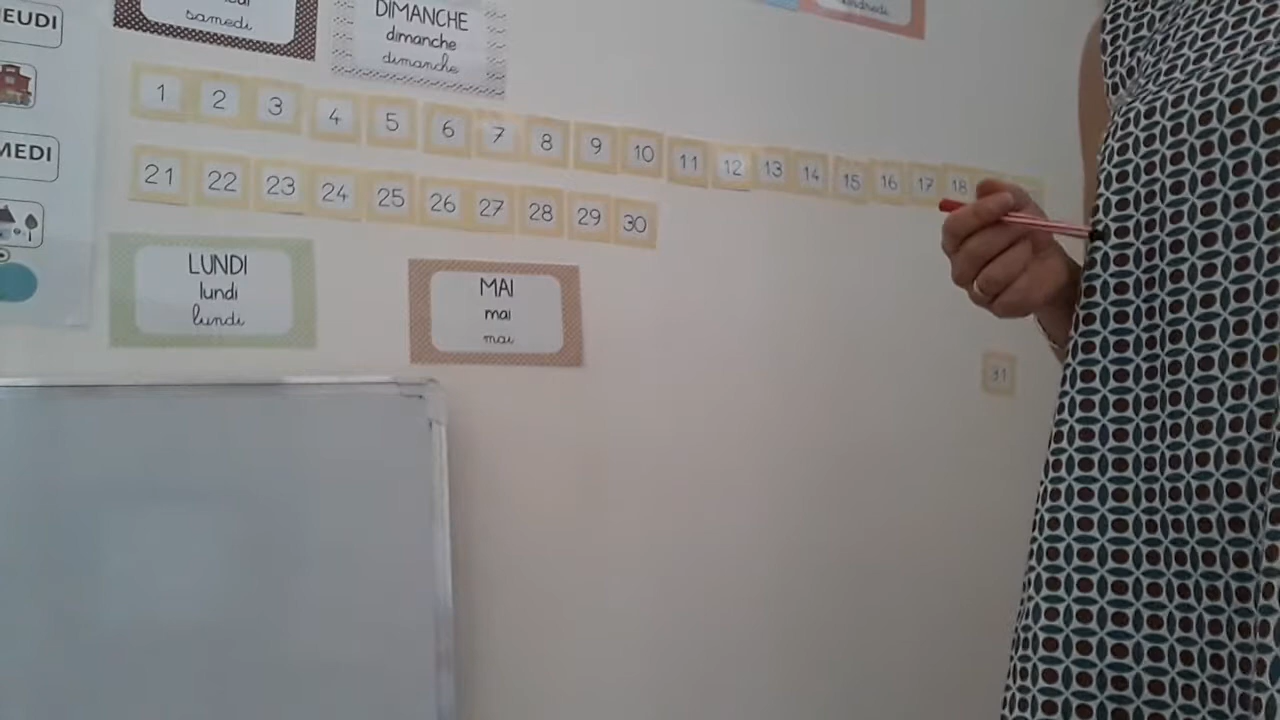 JEUDI
MEDI
samedi
DIMANCHE
dimanche
dimanche
1 2 3 4 5 6 7 8 9 10 11 12 13 14 15 16 17 18
21 22 23 24 25 26 27 28 29 30
LUNDI
lundi
lundi
MAI
mai
mai
31